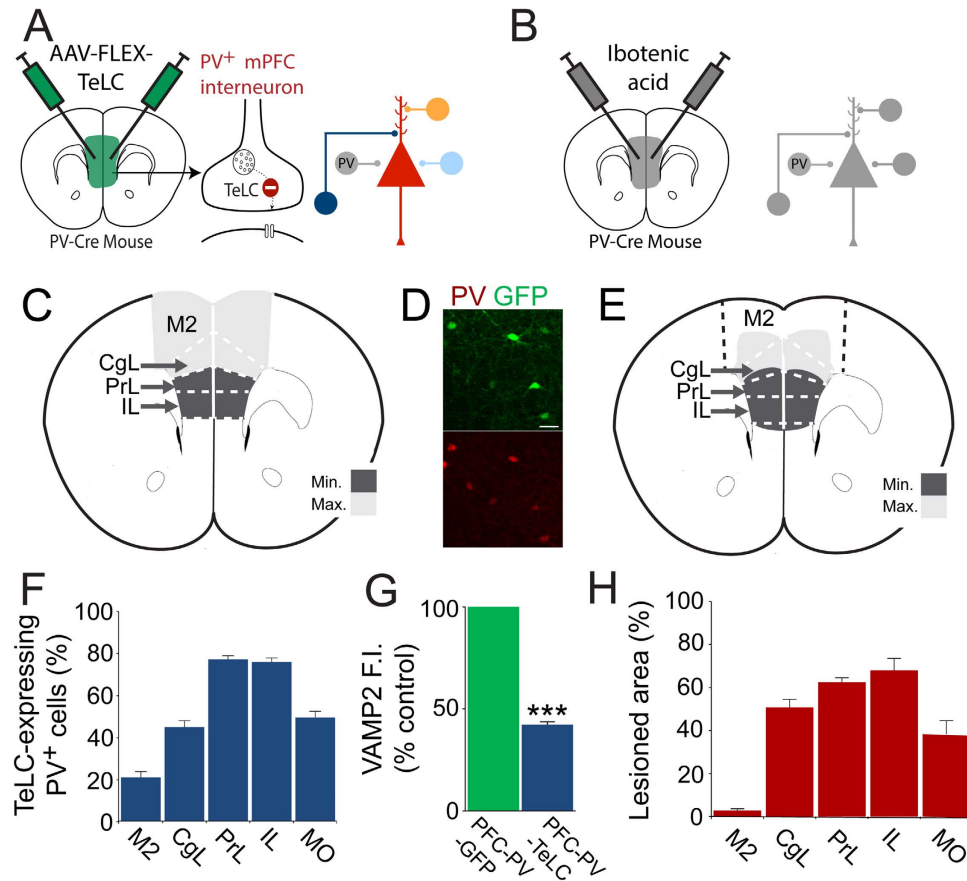 A
AAV-FLEX-
TeLC
PV+ mPFC
interneuron
TeLC
PV
PV-Cre Mouse
B
Ibotenic
acid
PV
PV-Cre Mouse
C
M2
CgL
PrL
IL
Min.
Max.
D
PV GFP
E
M2
CgL
PrL
IL
Min.
Max.
F
TeLC-expressing
PV+ cells (%)
100
80
60
40
20
0
M2
CgL
PrL
IL
MO
G
VAMP2 F.I.
(% control)
100
50
0
***
PFC-PV
-GFP
PFC-PV
-TeLC
H
Lesioned area (%)
100
80
60
40
20
0
M2
CgL
PrL
IL
MO